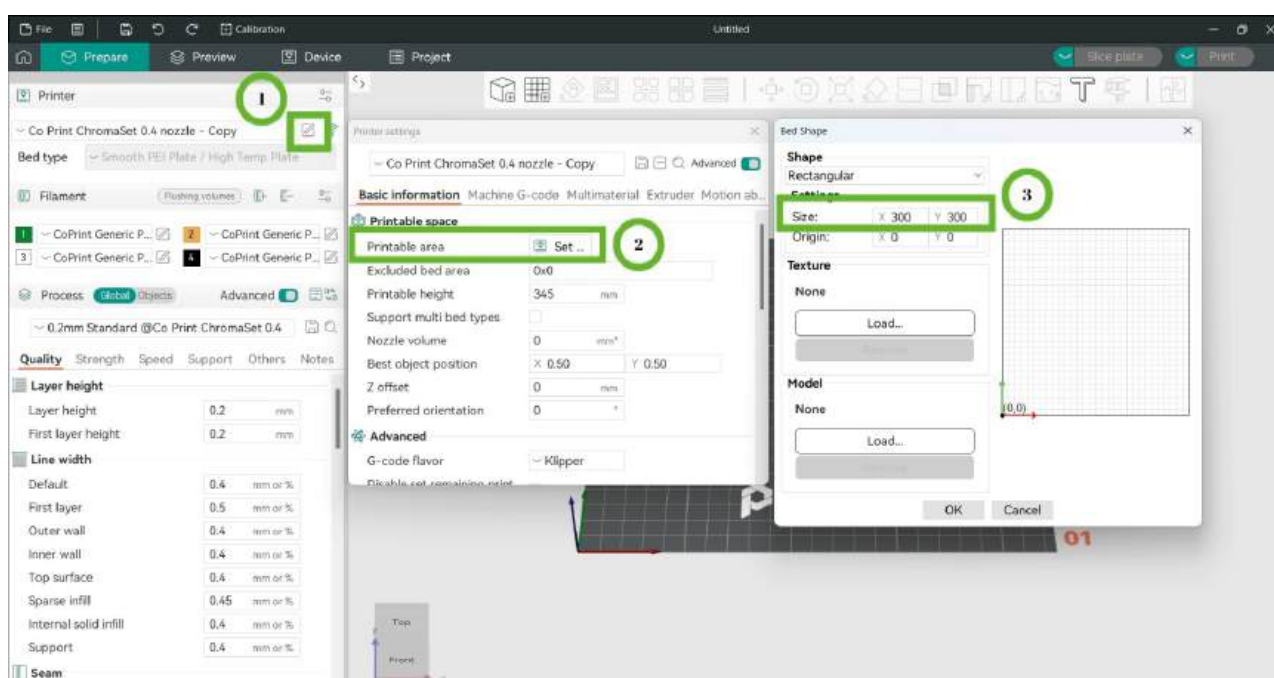 File
Calibration
Untitled
Prepare
Preview
Device
Project
Slice plate
Print
Printer
1
Co Print ChromaSet 0.4 nozzle - Copy
Bed type
Smooth PEI Plate / High Temp Plate
Filament
Flushing volumes
1 CoPrint Generic P...
2 CoPrint Generic P...
3 CoPrint Generic P...
4 CoPrint Generic P...
Process
Global
Objects
Advanced
0.2mm Standard @Co Print ChromaSet 0.4
Quality Strength Speed Support Others Notes
Layer height
Layer height 0.2 mm
First layer height 0.2 mm
Line width
Default 0.4 mm or %
First layer 0.5 mm or %
Outer wall 0.4 mm or %
Inner wall 0.4 mm or %
Top surface 0.4 mm or %
Sparse infill 0.45 mm or %
Internal solid infill 0.4 mm or %
Support 0.4 mm or %
Seam
Printer settings
Co Print ChromaSet 0.4 nozzle - Copy
Advanced
Basic information Machine G-code Multimaterial Extruder Motion ab...
Printable space
Printable area Set ...
2
Excluded bed area 0x0
Printable height 345 mm
Support multi bed types
Nozzle volume 0 mm³
Best object position X 0.50 Y 0.50
Z offset 0 mm
Preferred orientation 0 °
Advanced
G-code flavor Klipper
Disable set remaining print
Bed Shape
Shape
Rectangular
Settings
3
Size: X 300 Y 300
Origin: X 0 Y 0
Texture
None
Load...
Model
None
Load...
(0,0)
OK Cancel
01
Top
Front